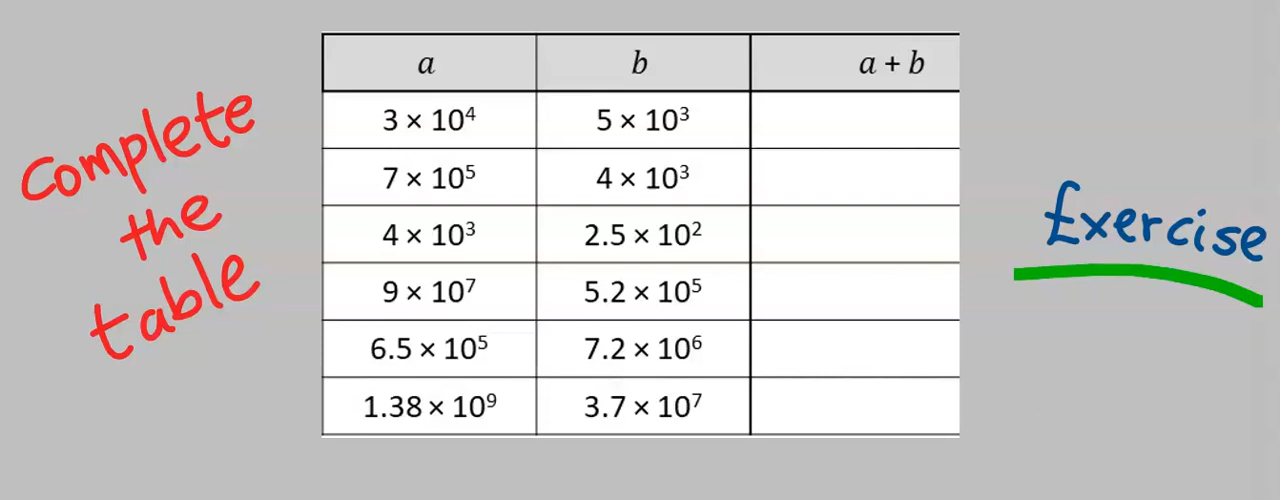 Complete
the
table
a b a + b
3 × 10⁴ 5 × 10³
7 × 10⁵ 4 × 10³
4 × 10³ 2.5 × 10²
9 × 10⁷ 5.2 × 10⁵
6.5 × 10⁵ 7.2 × 10⁶
1.38 × 10⁹ 3.7 × 10⁷
Exercise